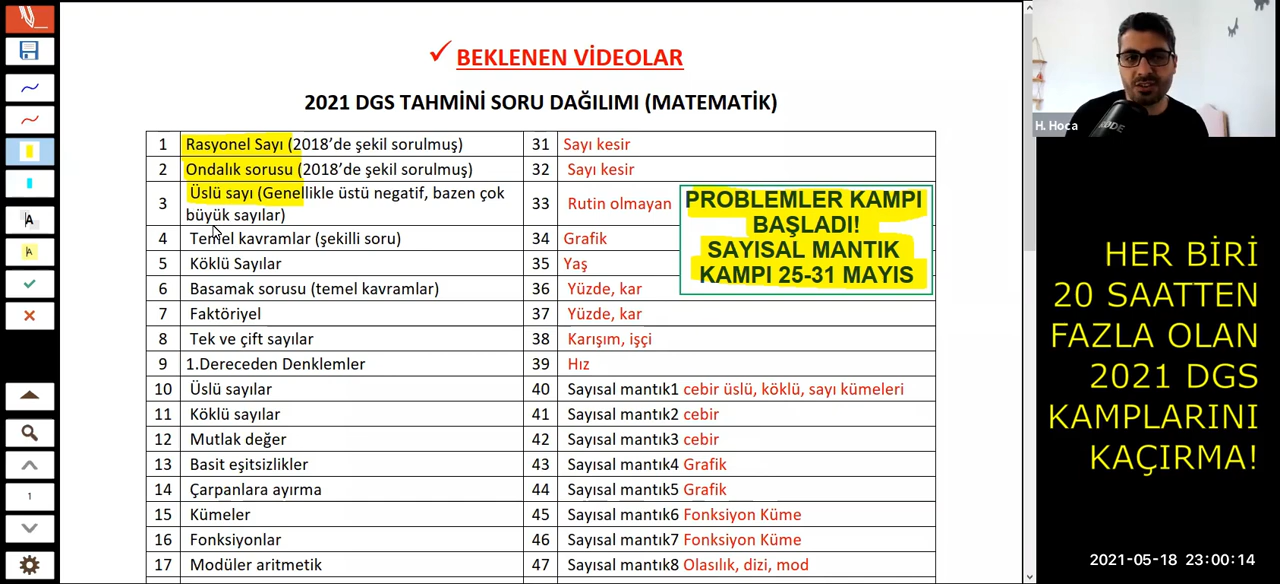 ✓ BEKLENEN VİDEOLAR
2021 DGS TAHMİNİ SORU DAĞILIMI (MATEMATİK)
1 Rasyonel Sayı (2018'de şekil sorulmuş) 31 Sayı kesir
2 Ondalık sorusu (2018'de şekil sorulmuş) 32 Sayı kesir
3 Üslü sayı (Genellikle üstü negatif, bazen çok
büyük sayılar) 33 Rutin olmayan
4 Temel kavramlar (şekilli soru) 34 Grafik
5 Köklü Sayılar 35 Yaş
6 Basamak sorusu (temel kavramlar) 36 Yüzde, kar
7 Faktöriyel 37 Yüzde, kar
8 Tek ve çift sayılar 38 Karışım, işçi
9 1.Dereceden Denklemler 39 Hız
10 Üslü sayılar 40 Sayısal mantık1 cebir üslü, köklü, sayı kümeleri
11 Köklü sayılar 41 Sayısal mantık2 cebir
12 Mutlak değer 42 Sayısal mantık3 cebir
13 Basit eşitsizlikler 43 Sayısal mantık4 Grafik
14 Çarpanlara ayırma 44 Sayısal mantık5 Grafik
15 Kümeler 45 Sayısal mantık6 Fonksiyon Küme
16 Fonksiyonlar 46 Sayısal mantık7 Fonksiyon Küme
17 Modüler aritmetik 47 Sayısal mantık8 Olasılık, dizi, mod
PROBLEMLER KAMPI
BAŞLADI!
SAYISAL MANTIK
KAMPI 25-31 MAYIS
H. Hoca
RODE
HER BİRİ
20 SAATTEN
FAZLA OLAN
2021 DGS
KAMPLARINI
KAÇIRMA!
2021-05-18 23:00:14
A
A
1